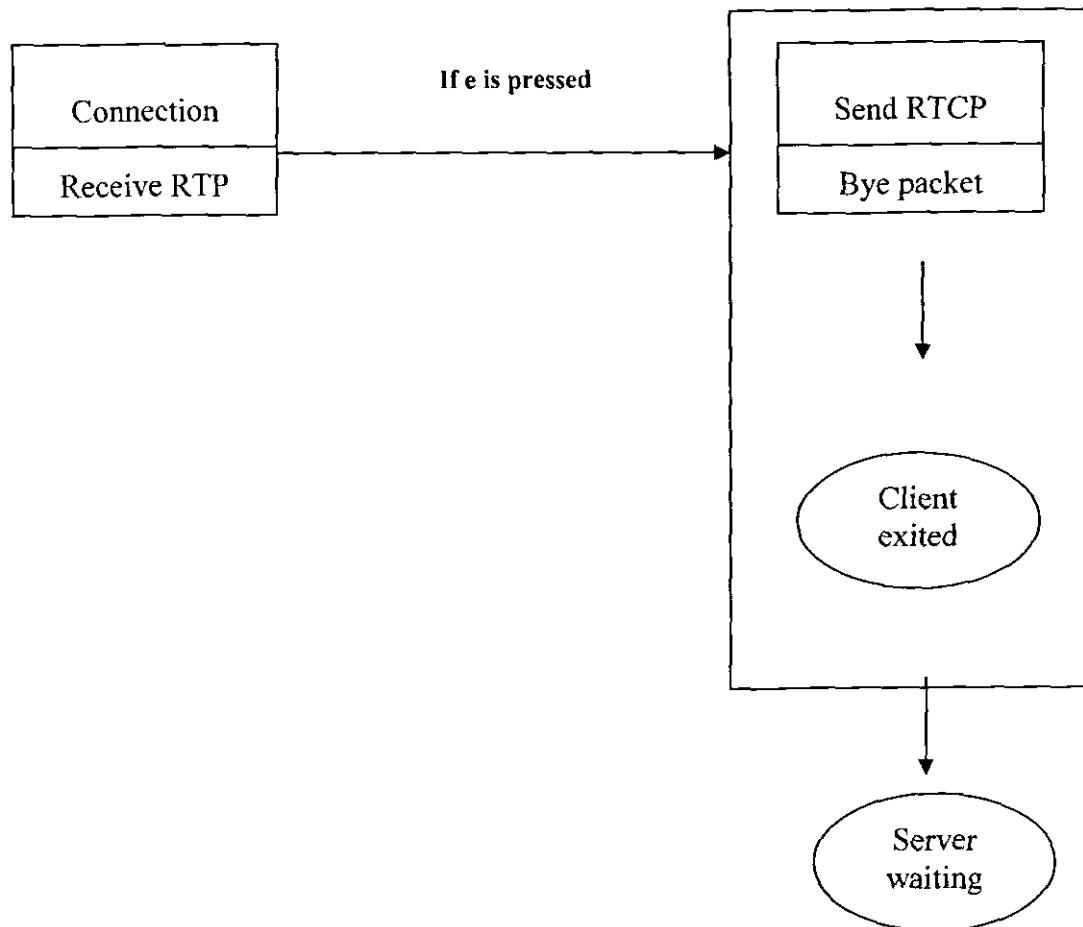 Connection
Receive RTP
If e is pressed
Send RTCP
Bye packet
Client
exited
Server
waiting